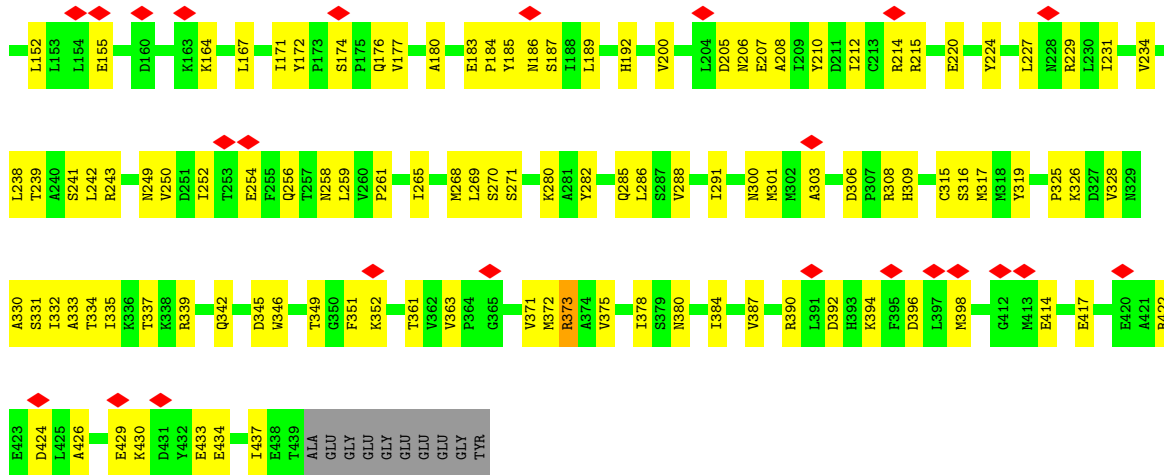 L152 L153 L154 E155 D160 K163 K164 L167 I171 Y172 P173 S174 P175 Q176 V177 A180 E183 P184 Y185 N186 S187 I188 L189 H192 V200 L204 D205 N206 E207 A208 I209 Y210 D211 I212 C213 R214 R215 E220 Y224 L227 N228 R229 L230 I231 V234
L238 T239 A240 S241 L242 R243 N249 V250 D251 I252 T253 E254 F255 Q256 T257 N258 L259 V260 P261 I265 M268 L269 S270 S271 K280 A281 Y282 Q285 L286 S287 V288 I291 N300 M301 M302 A303 D306 P307 R308 H309 C315 S316 M317 M318 Y319 P325 K326 D327 V328 N329
A330 S331 I332 A333 T334 I335 K336 T337 K338 R339 Q342 D345 W346 T349 G350 F351 K352 T361 V362 V363 P364 G365 V371 M372 R373 A374 V375 I378 S379 N380 I384 V387 R390 L391 D392 H393 K394 F395 D396 L397 M398 G412 M413 E414 E417 E420 A421 R422
E423 D424 L425 A426 E429 K430 D431 Y432 E433 E434 I437 E438 T439 ALA GLU GLY GLU GLY GLU GLU GLU GLY TYR